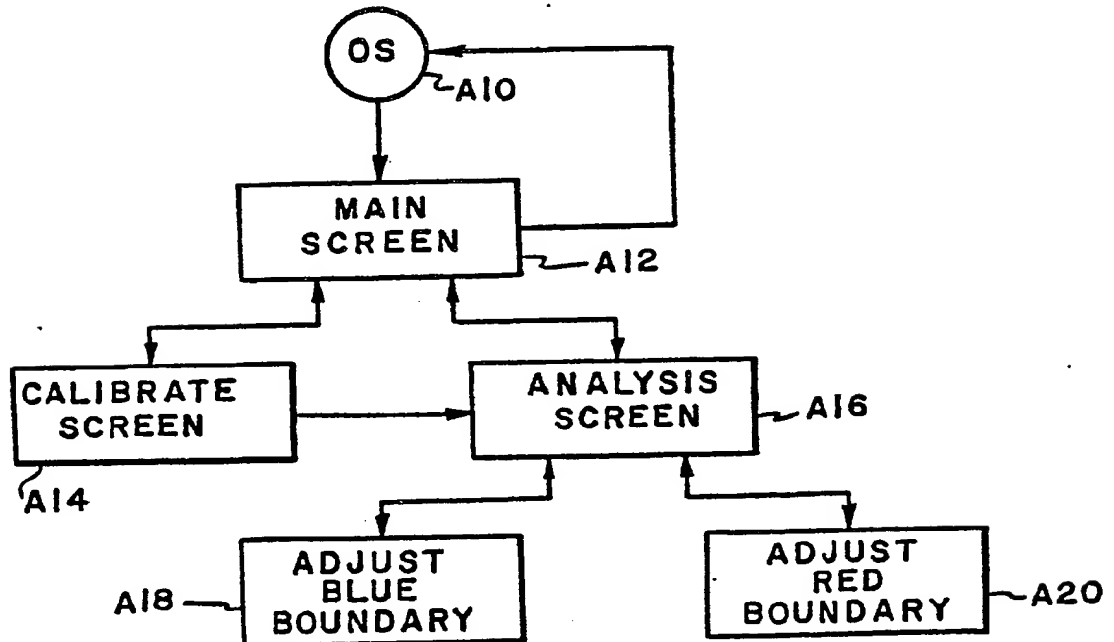 OS
A10
MAIN
SCREEN
A12
CALIBRATE
SCREEN
A14
ANALYSIS
SCREEN
A16
ADJUST
BLUE
BOUNDARY
A18
ADJUST
RED
BOUNDARY
A20